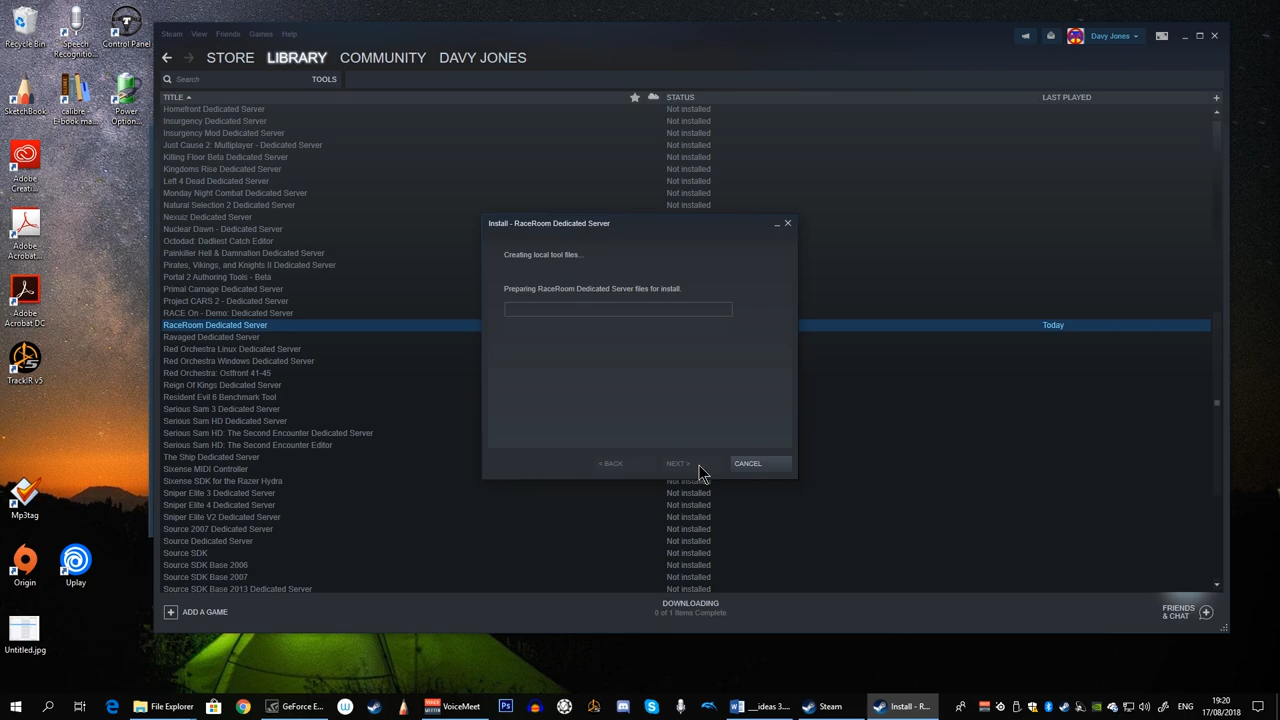 Recycle Bin
Speech
Recognitio...
Control Panel
SketchBook
calibre -
E-book ma...
Power
Option...
Adobe
Creati...
Adobe
Acrobat...
Adobe
Acrobat DC
TrackIR v5
Mp3tag
Origin
Uplay
Untitled.jpg
Steam View Friends Games Help
Davy Jones
STORE LIBRARY COMMUNITY DAVY JONES
Search TOOLS
TITLE STATUS LAST PLAYED
Homefront Dedicated Server Not installed
Insurgency Dedicated Server Not installed
Insurgency Mod Dedicated Server Not installed
Just Cause 2: Multiplayer - Dedicated Server Not installed
Killing Floor Beta Dedicated Server Not installed
Kingdoms Rise Dedicated Server Not installed
Left 4 Dead Dedicated Server Not installed
Monday Night Combat Dedicated Server Not installed
Natural Selection 2 Dedicated Server Not installed
Nexuiz Dedicated Server
Nuclear Dawn - Dedicated Server
Octodad: Dadliest Catch Editor
Painkiller Hell & Damnation Dedicated Server
Pirates, Vikings, and Knights II Dedicated Server
Portal 2 Authoring Tools - Beta
Primal Carnage Dedicated Server
Project CARS 2 - Dedicated Server
RACE On - Demo: Dedicated Server
RaceRoom Dedicated Server Today
Ravaged Dedicated Server
Red Orchestra Linux Dedicated Server
Red Orchestra Windows Dedicated Server
Red Orchestra: Ostfront 41-45
Reign Of Kings Dedicated Server
Resident Evil 6 Benchmark Tool
Serious Sam 3 Dedicated Server
Serious Sam HD Dedicated Server
Serious Sam HD: The Second Encounter Dedicated Server
Serious Sam HD: The Second Encounter Editor
The Ship Dedicated Server
Sixense MIDI Controller
Sixense SDK for the Razer Hydra Not installed
Sniper Elite 3 Dedicated Server Not installed
Sniper Elite 4 Dedicated Server Not installed
Sniper Elite V2 Dedicated Server Not installed
Source 2007 Dedicated Server Not installed
Source Dedicated Server Not installed
Source SDK Not installed
Source SDK Base 2006 Not installed
Source SDK Base 2007 Not installed
Source SDK Base 2013 Dedicated Server Not installed
Install - RaceRoom Dedicated Server
Creating local tool files...
Preparing RaceRoom Dedicated Server files for install.
< BACK NEXT > CANCEL
ADD A GAME
DOWNLOADING
0 of 1 Items Complete
FRIENDS
& CHAT
File Explorer
GeForce E...
VoiceMeet
__ideas 3....
Steam
Install - R...
ENG
19:20
17/08/2018